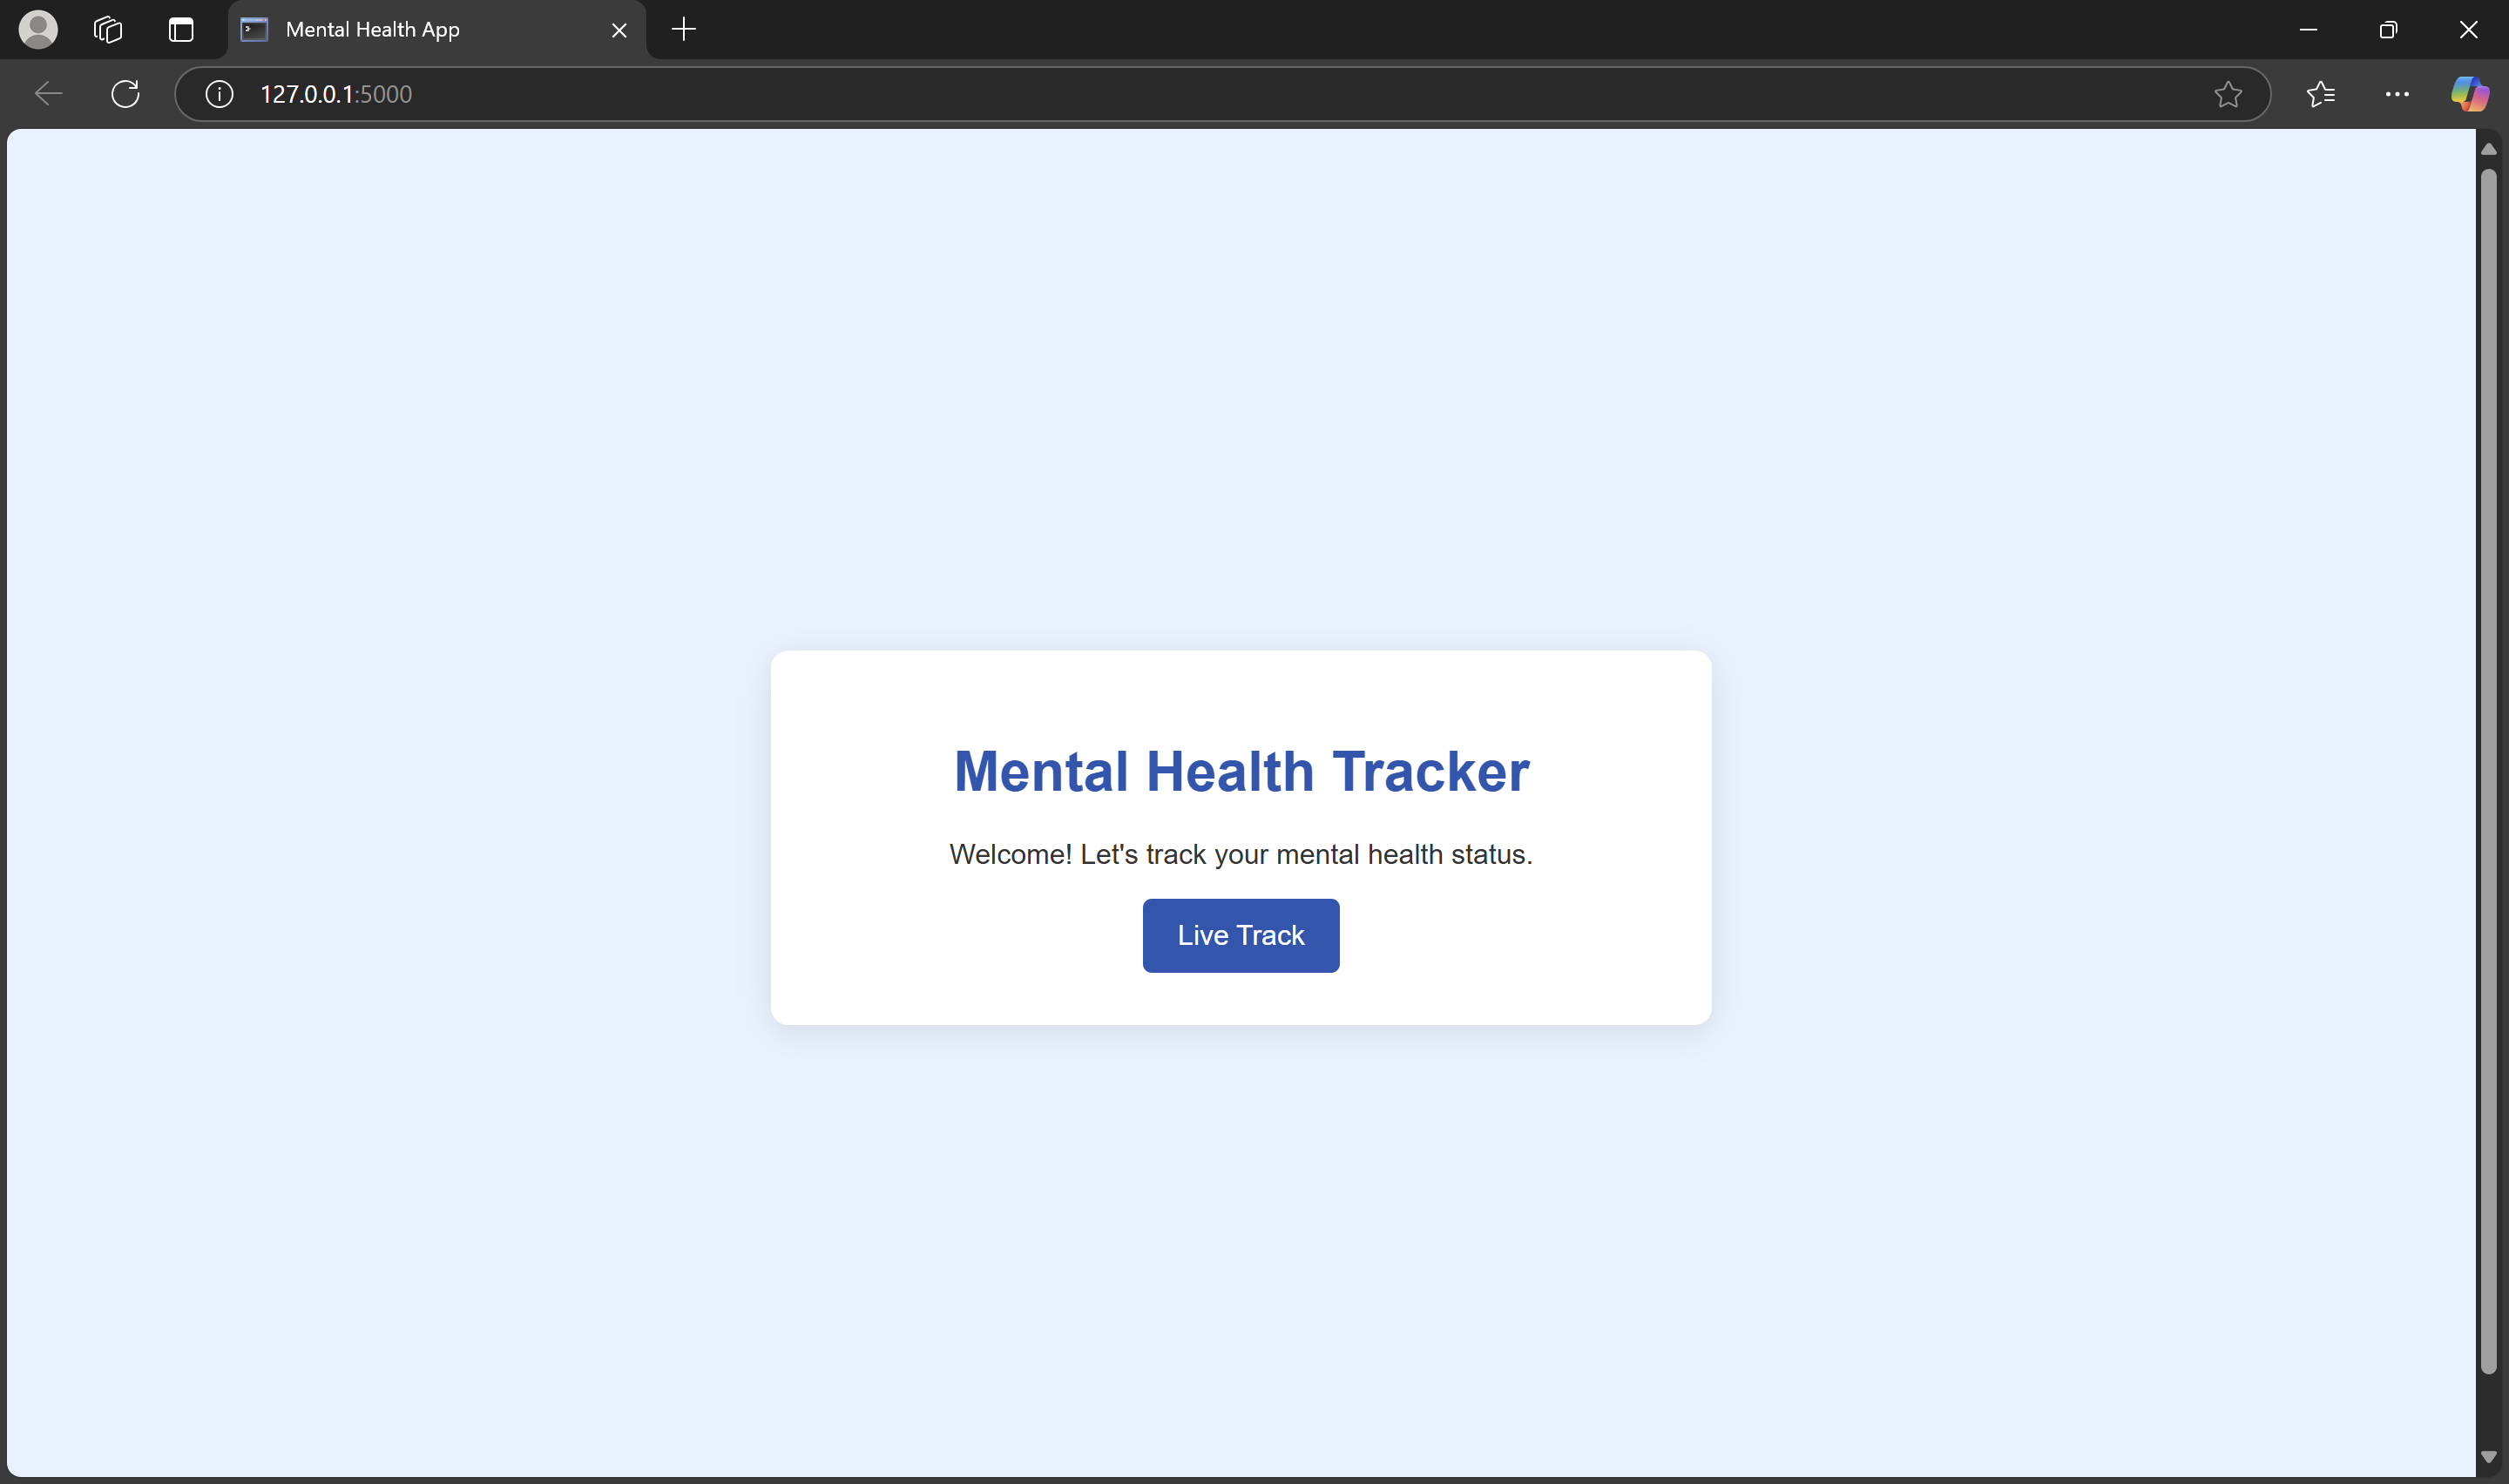 Mental Health App
127.0.0.1:5000
Mental Health Tracker
Welcome! Let's track your mental health status.
Live Track